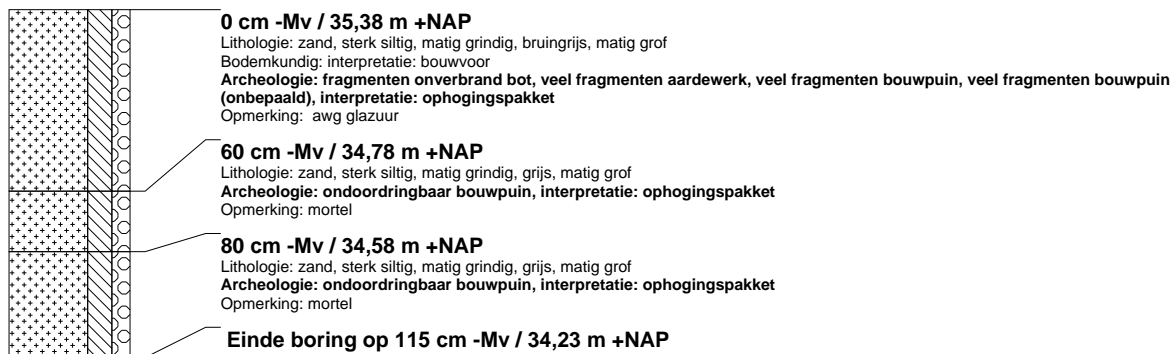 0 cm -Mv / 35,38 m +NAP
Lithologie: zand, sterk siltig, matig grindig, bruingrijs, matig grof
Bodemkundig: interpretatie: bouwvoor
Archeologie: fragmenten onverbrand bot, veel fragmenten aardewerk, veel fragmenten bouwpuin, veel fragmenten bouwpuin
(onbepaald), interpretatie: ophogingspakket
Opmerking: awg glazuur
60 cm -Mv / 34,78 m +NAP
Lithologie: zand, sterk siltig, matig grindig, grijs, matig grof
Archeologie: ondoordringbaar bouwpuin, interpretatie: ophogingspakket
Opmerking: mortel
80 cm -Mv / 34,58 m +NAP
Lithologie: zand, sterk siltig, matig grindig, grijs, matig grof
Archeologie: ondoordringbaar bouwpuin, interpretatie: ophogingspakket
Opmerking: mortel
Einde boring op 115 cm -Mv / 34,23 m +NAP